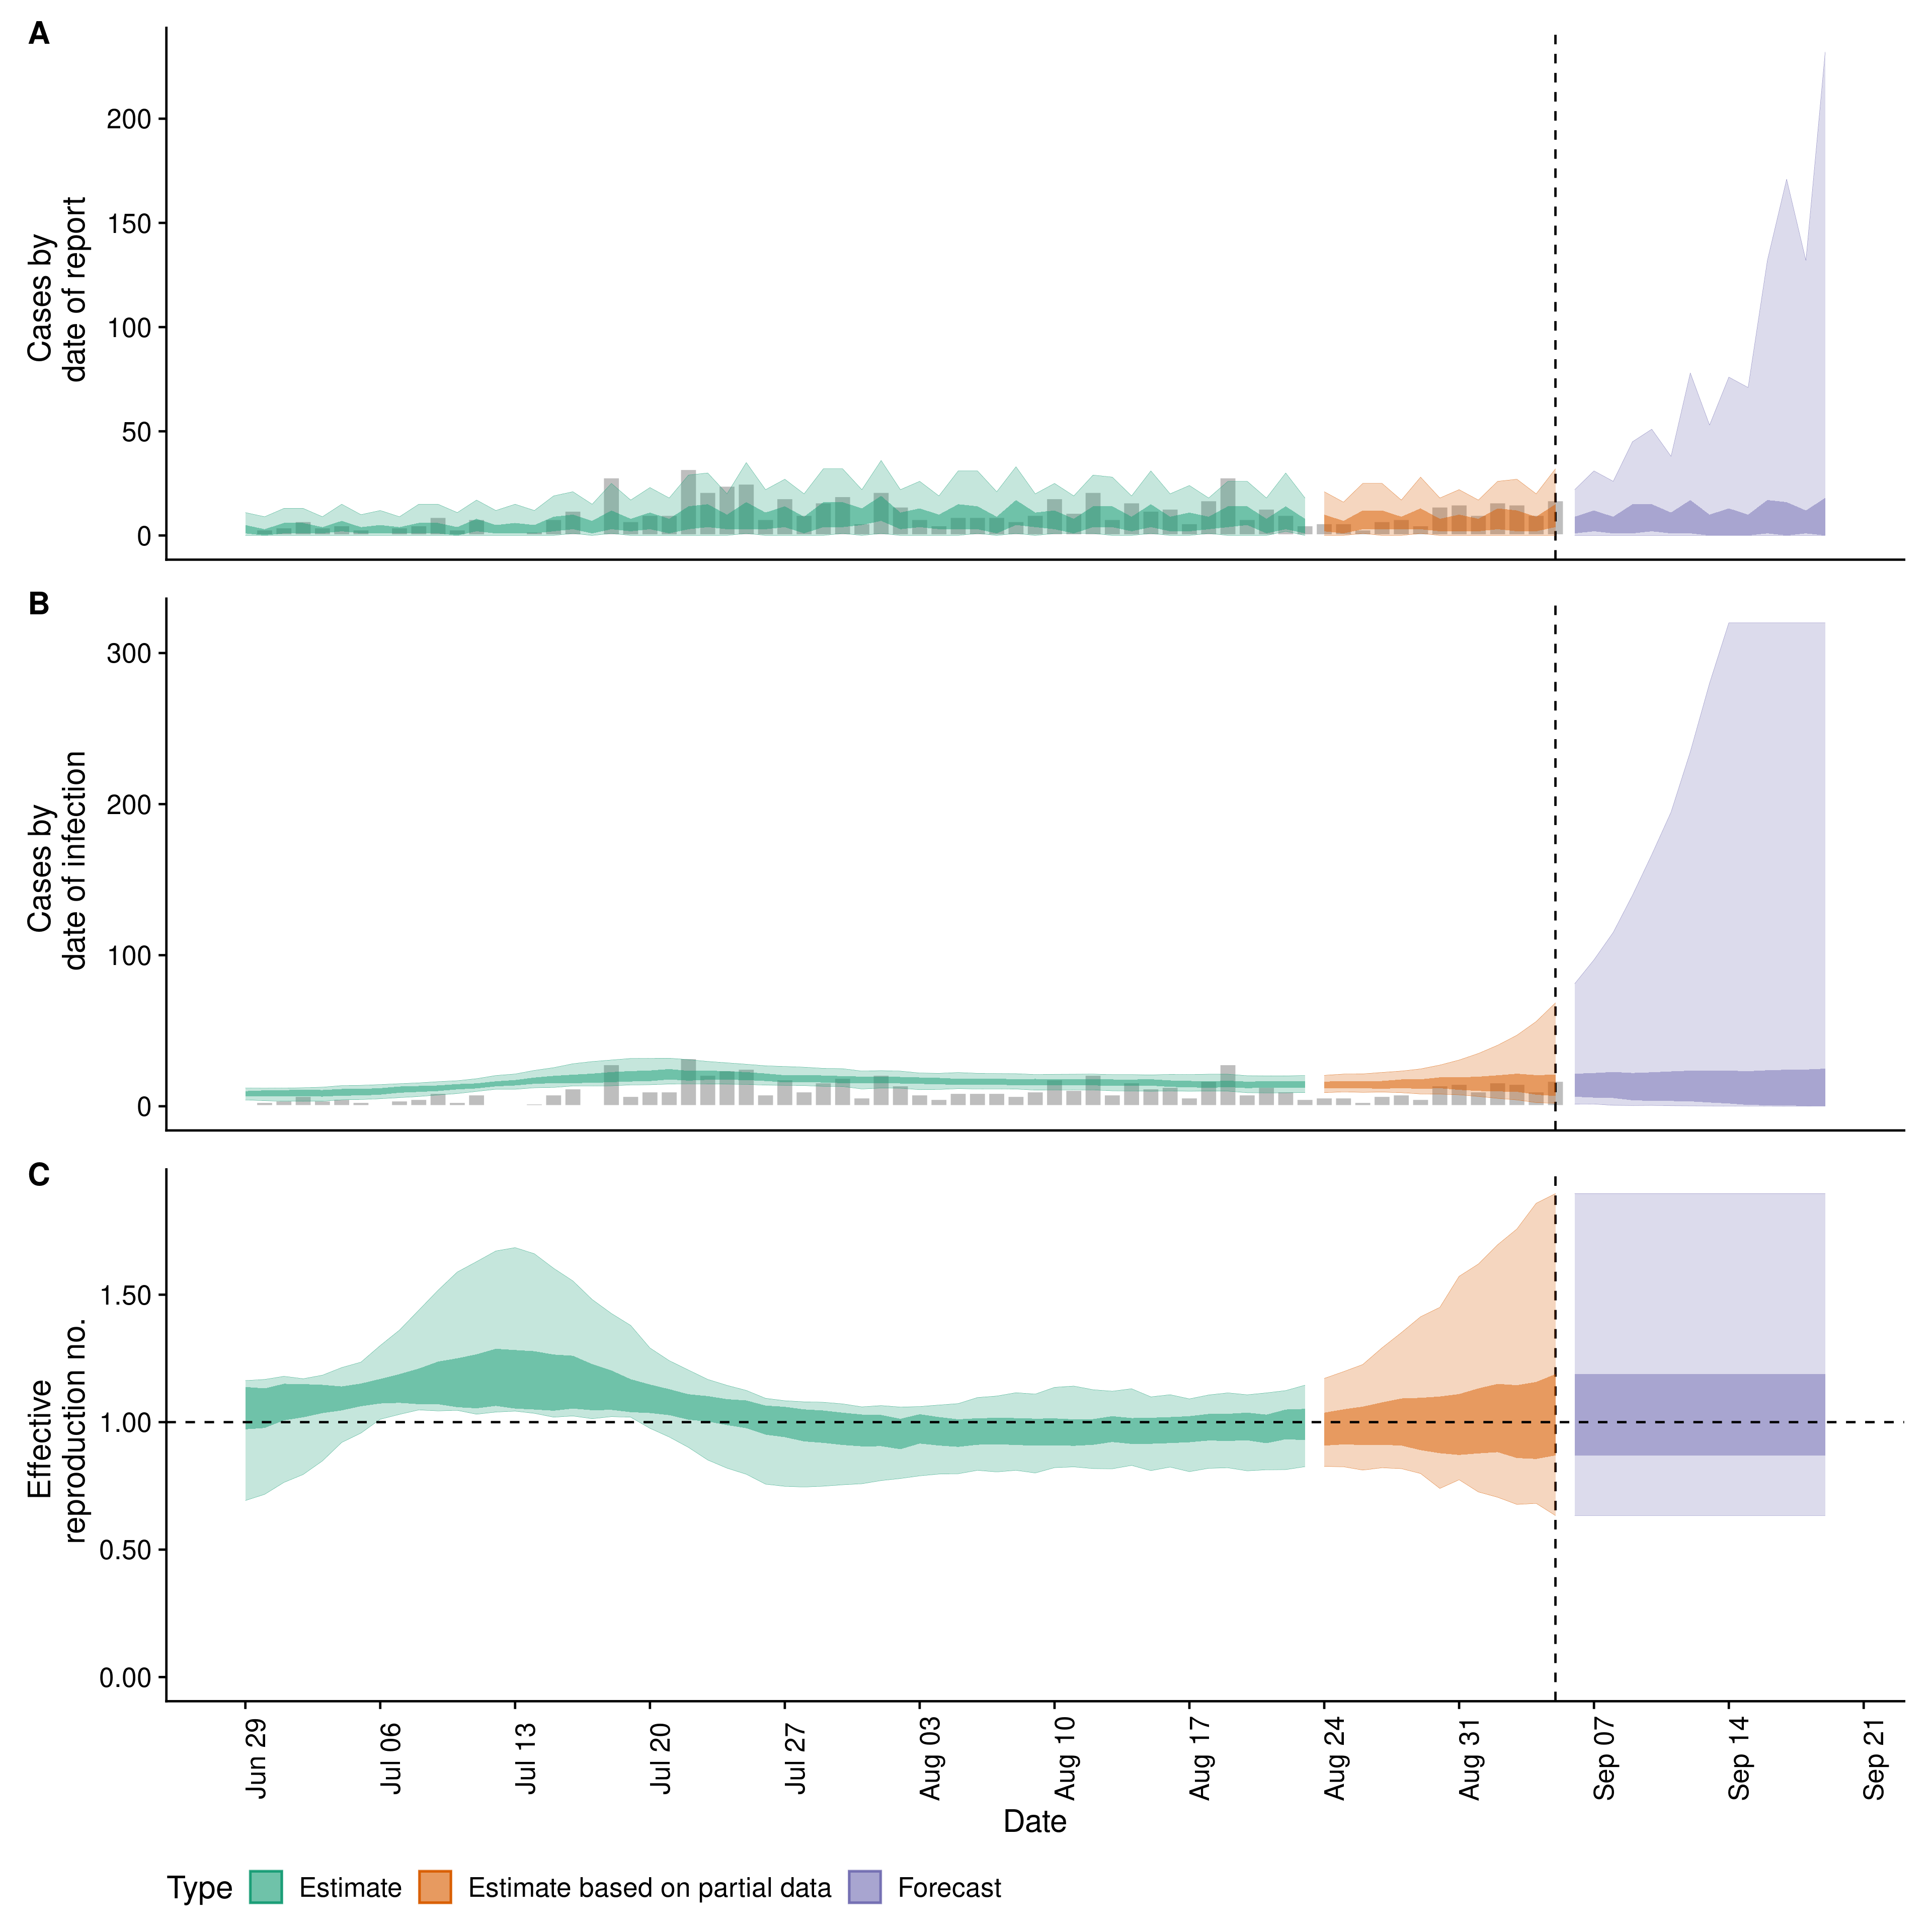 A
Cases by
date of report
200
150
100
50
0
B
Cases by
date of infection
300
200
100
0
C
Effective
reproduction no.
1.50
1.00
0.50
0.00
Jun 29
Jul 06
Jul 13
Jul 20
Jul 27
Aug 03
Aug 10
Aug 17
Aug 24
Aug 31
Sep 07
Sep 14
Sep 21
Date
Type Estimate Estimate based on partial data Forecast